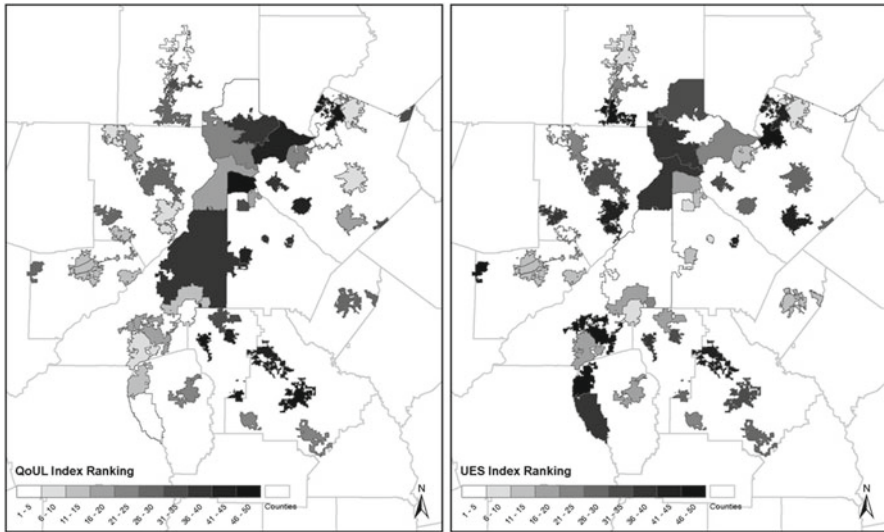 QoUL Index Ranking
1 - 5
6 - 10
11 - 15
16 - 20
21 - 25
26 - 30
31 - 35
36 - 40
41 - 45
46 - 50
Counties
N
UES Index Ranking
1 - 5
6 - 10
11 - 15
16 - 20
21 - 25
26 - 30
31 - 35
36 - 40
41 - 45
46 - 50
Counties
N